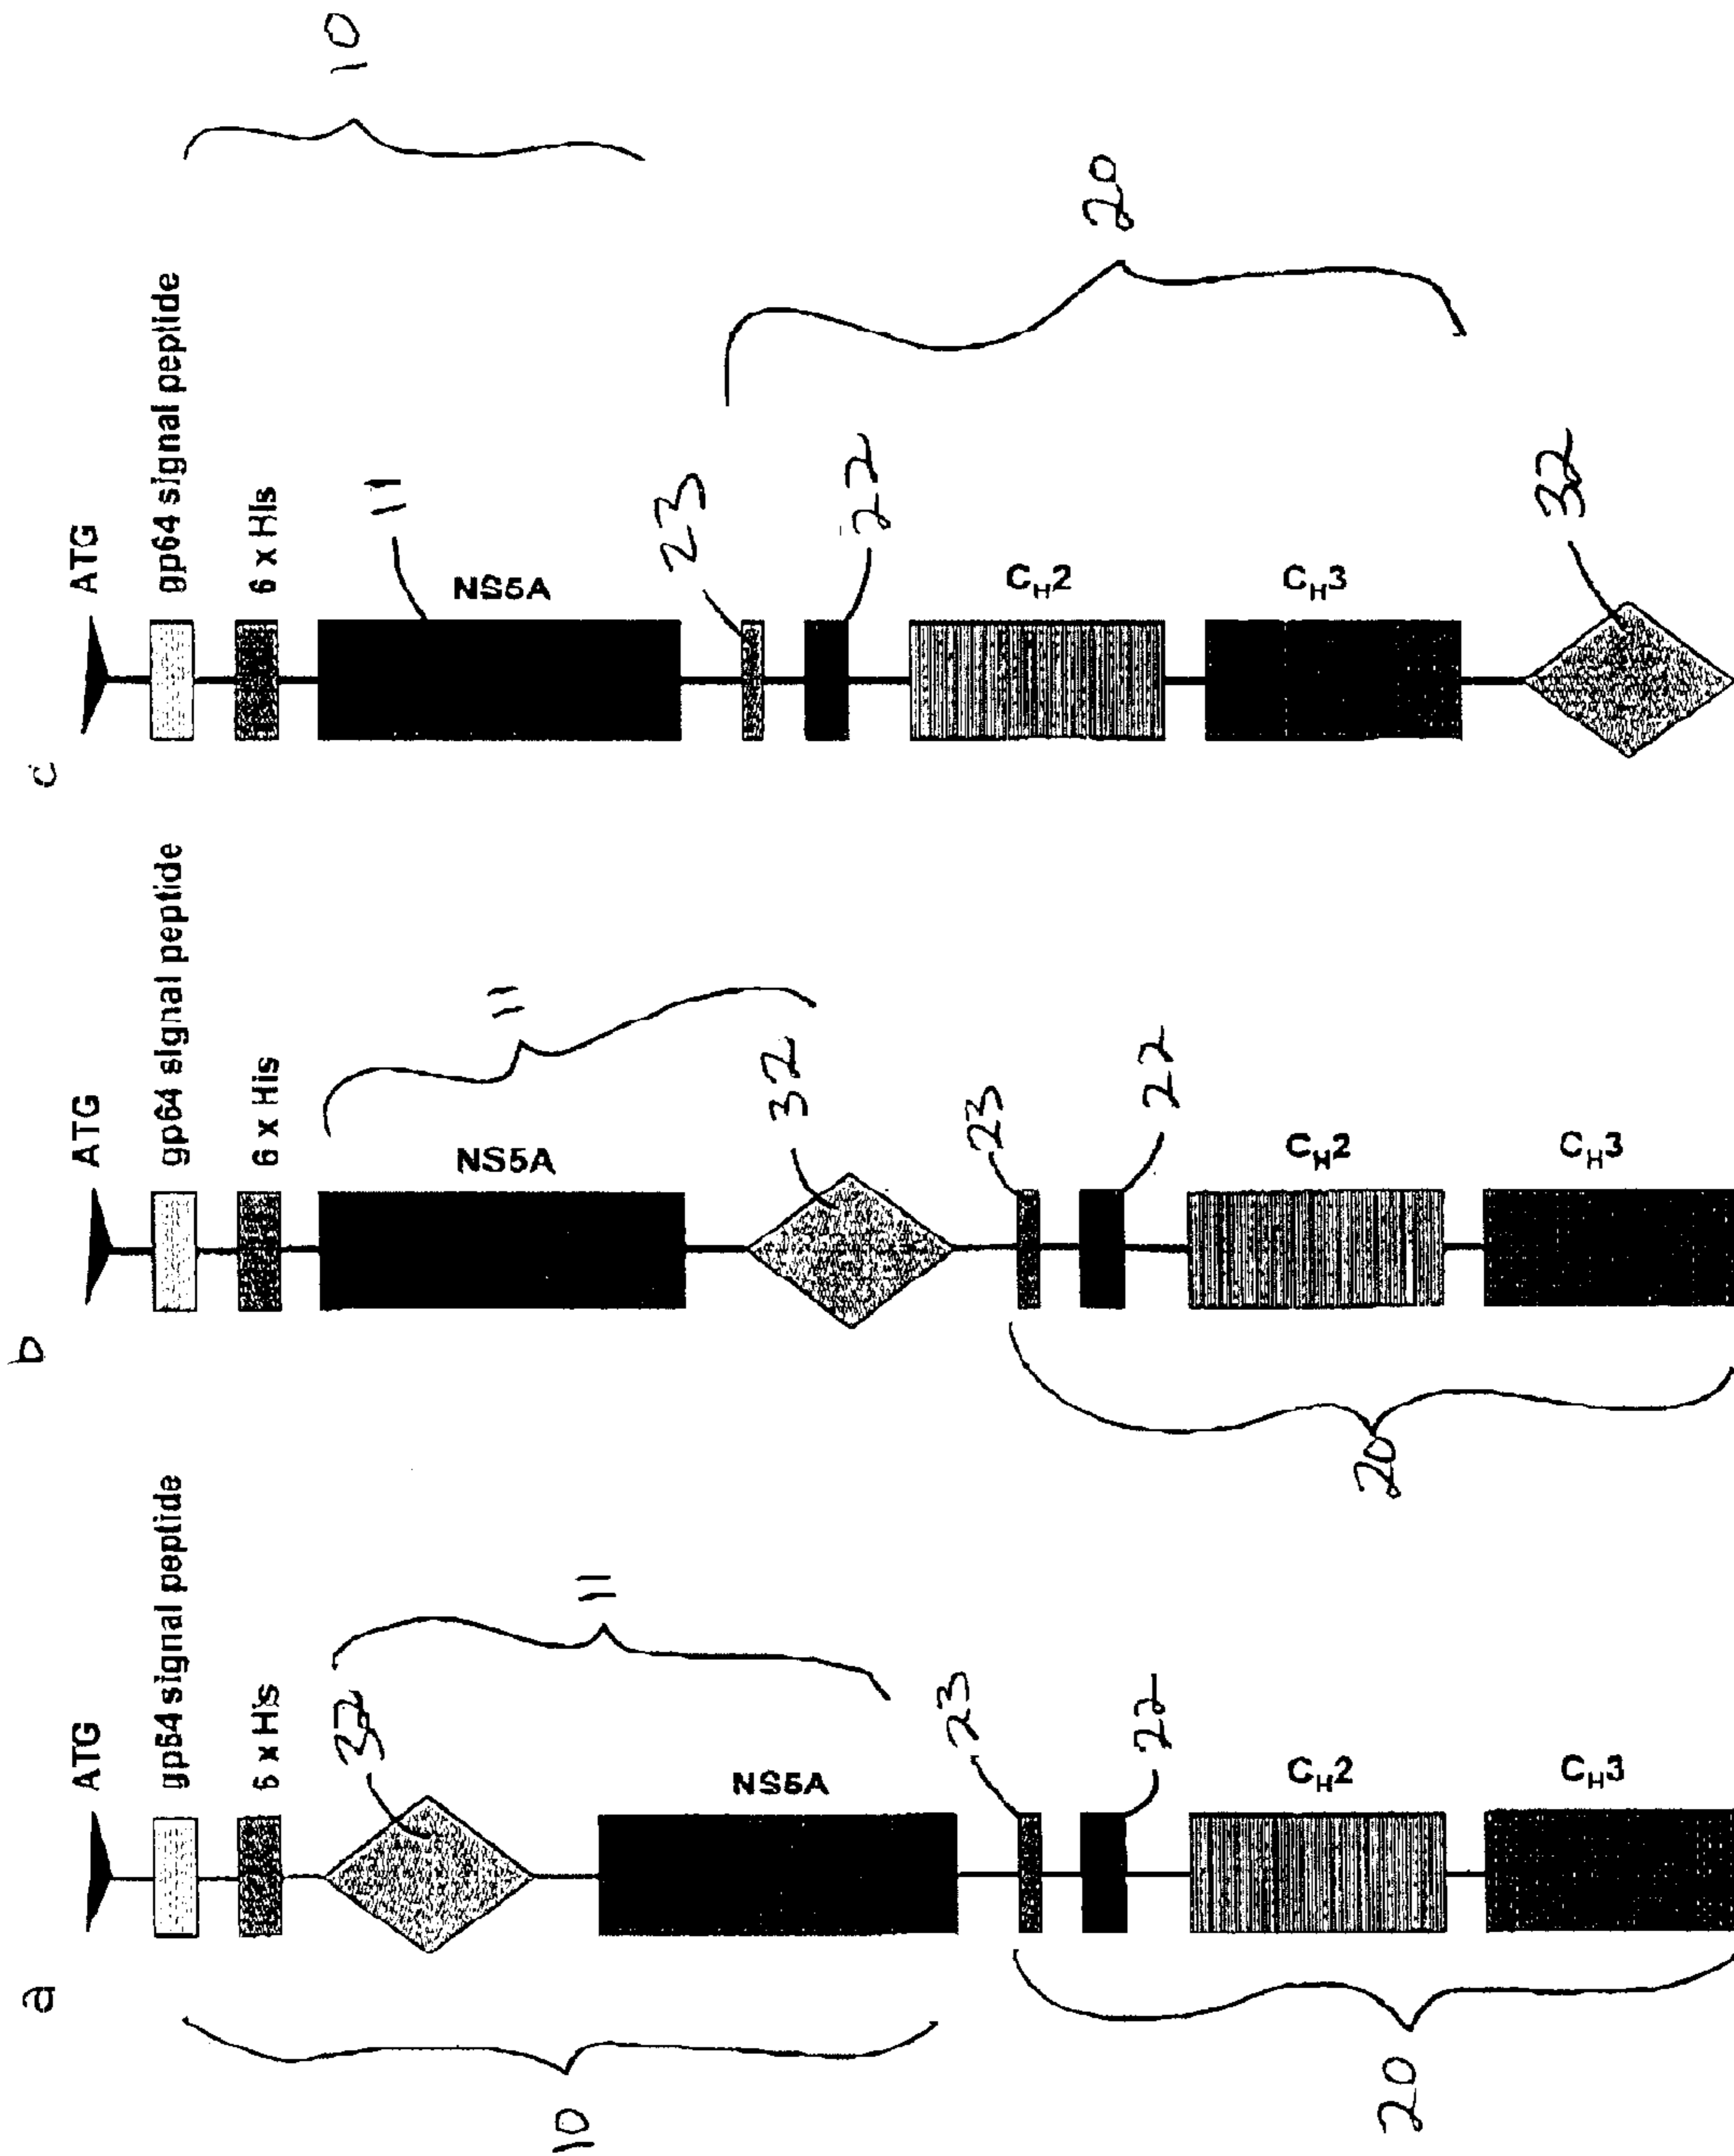 a
ATG
gp64 signal peptide
6 x His
32
11
NS5A
10
23
22
CH2
CH3
20
b
ATG
gp64 signal peptide
6 x His
NS5A
11
32
23
22
CH2
CH3
20
c
ATG
gp64 signal peptide
6 x His
10
11
NS5A
23
22
20
CH2
CH3
32